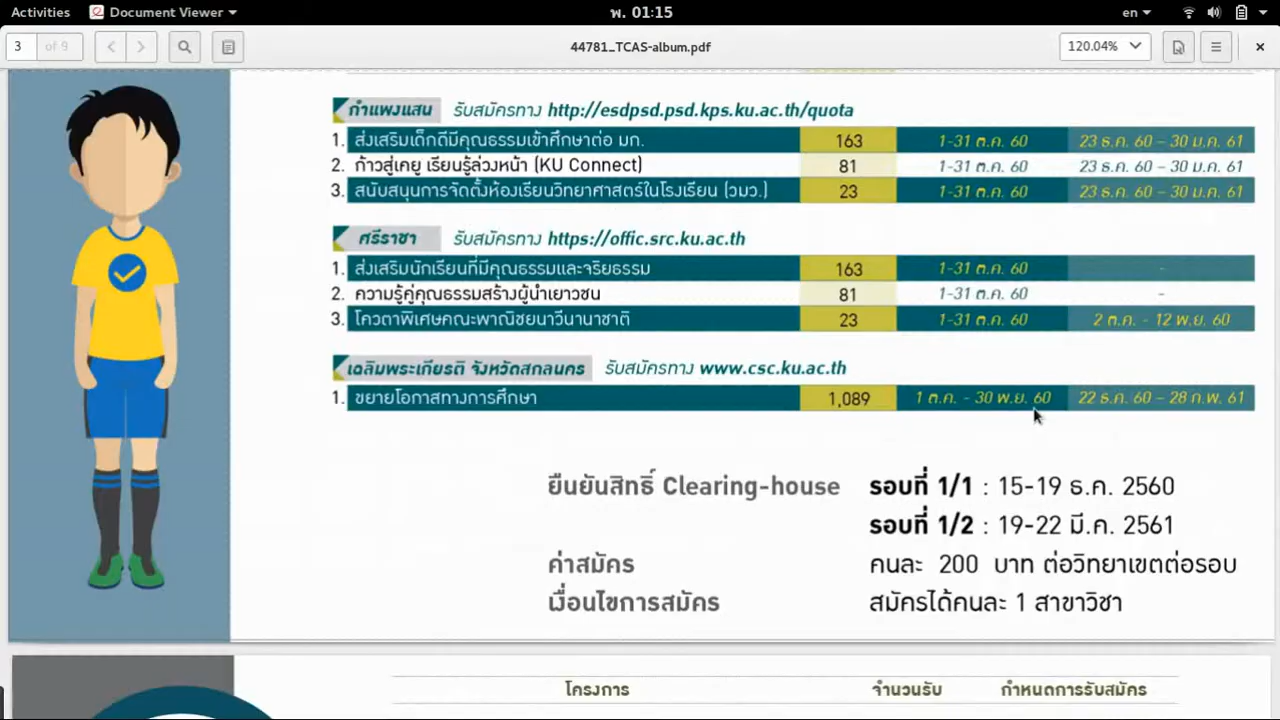 Activities Document Viewer พ. 01:15 en
3 of 9 44781_TCAS-album.pdf 120.04%
กำแพงแสน รับสมัครทาง http://esdpsd.psd.kps.ku.ac.th/quota
1. ส่งเสริมเด็กดีมีคุณธรรมเข้าศึกษาต่อ มก. 163 1-31 ต.ค. 60 23 ธ.ค. 60 – 30 ม.ค. 61
2. ก้าวสู่เคยู เรียนรู้ล่วงหน้า (KU Connect) 81 1-31 ต.ค. 60 23 ธ.ค. 60 – 30 ม.ค. 61
3. สนับสนุนการจัดตั้งห้องเรียนวิทยาศาสตร์ในโรงเรียน (วมว.) 23 1-31 ต.ค. 60 23 ธ.ค. 60 – 30 ม.ค. 61
ศรีราชา รับสมัครทาง https://offic.src.ku.ac.th
1. ส่งเสริมนักเรียนที่มีคุณธรรมและจริยธรรม 163 1-31 ต.ค. 60 -
2. ความรู้คู่คุณธรรมสร้างผู้นำเยาวชน 81 1-31 ต.ค. 60 -
3. โควตาพิเศษคณะพาณิชยนาวีนานาชาติ 23 1-31 ต.ค. 60 2 ต.ค. - 12 พ.ย. 60
เฉลิมพระเกียรติ จังหวัดสกลนคร รับสมัครทาง www.csc.ku.ac.th
1. ขยายโอกาสทางการศึกษา 1,089 1 ต.ค. - 30 พ.ย. 60 22 ธ.ค. 60 – 28 ก.พ. 61
ยืนยันสิทธิ์ Clearing-house รอบที่ 1/1 : 15-19 ธ.ค. 2560
รอบที่ 1/2 : 19-22 มี.ค. 2561
ค่าสมัคร คนละ 200 บาท ต่อวิทยาเขตต่อรอบ
เงื่อนไขการสมัคร สมัครได้คนละ 1 สาขาวิชา
โครงการ จำนวนรับ กำหนดการรับสมัคร